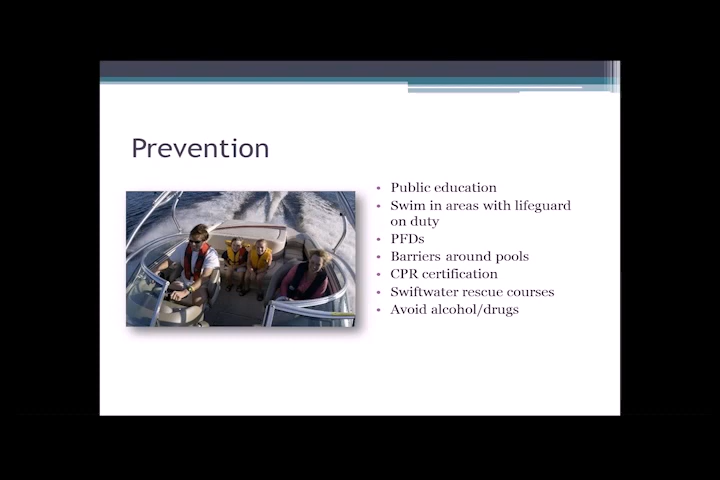 Prevention
• Public education
• Swim in areas with lifeguard
on duty
• PFDs
• Barriers around pools
• CPR certification
• Swiftwater rescue courses
• Avoid alcohol/drugs